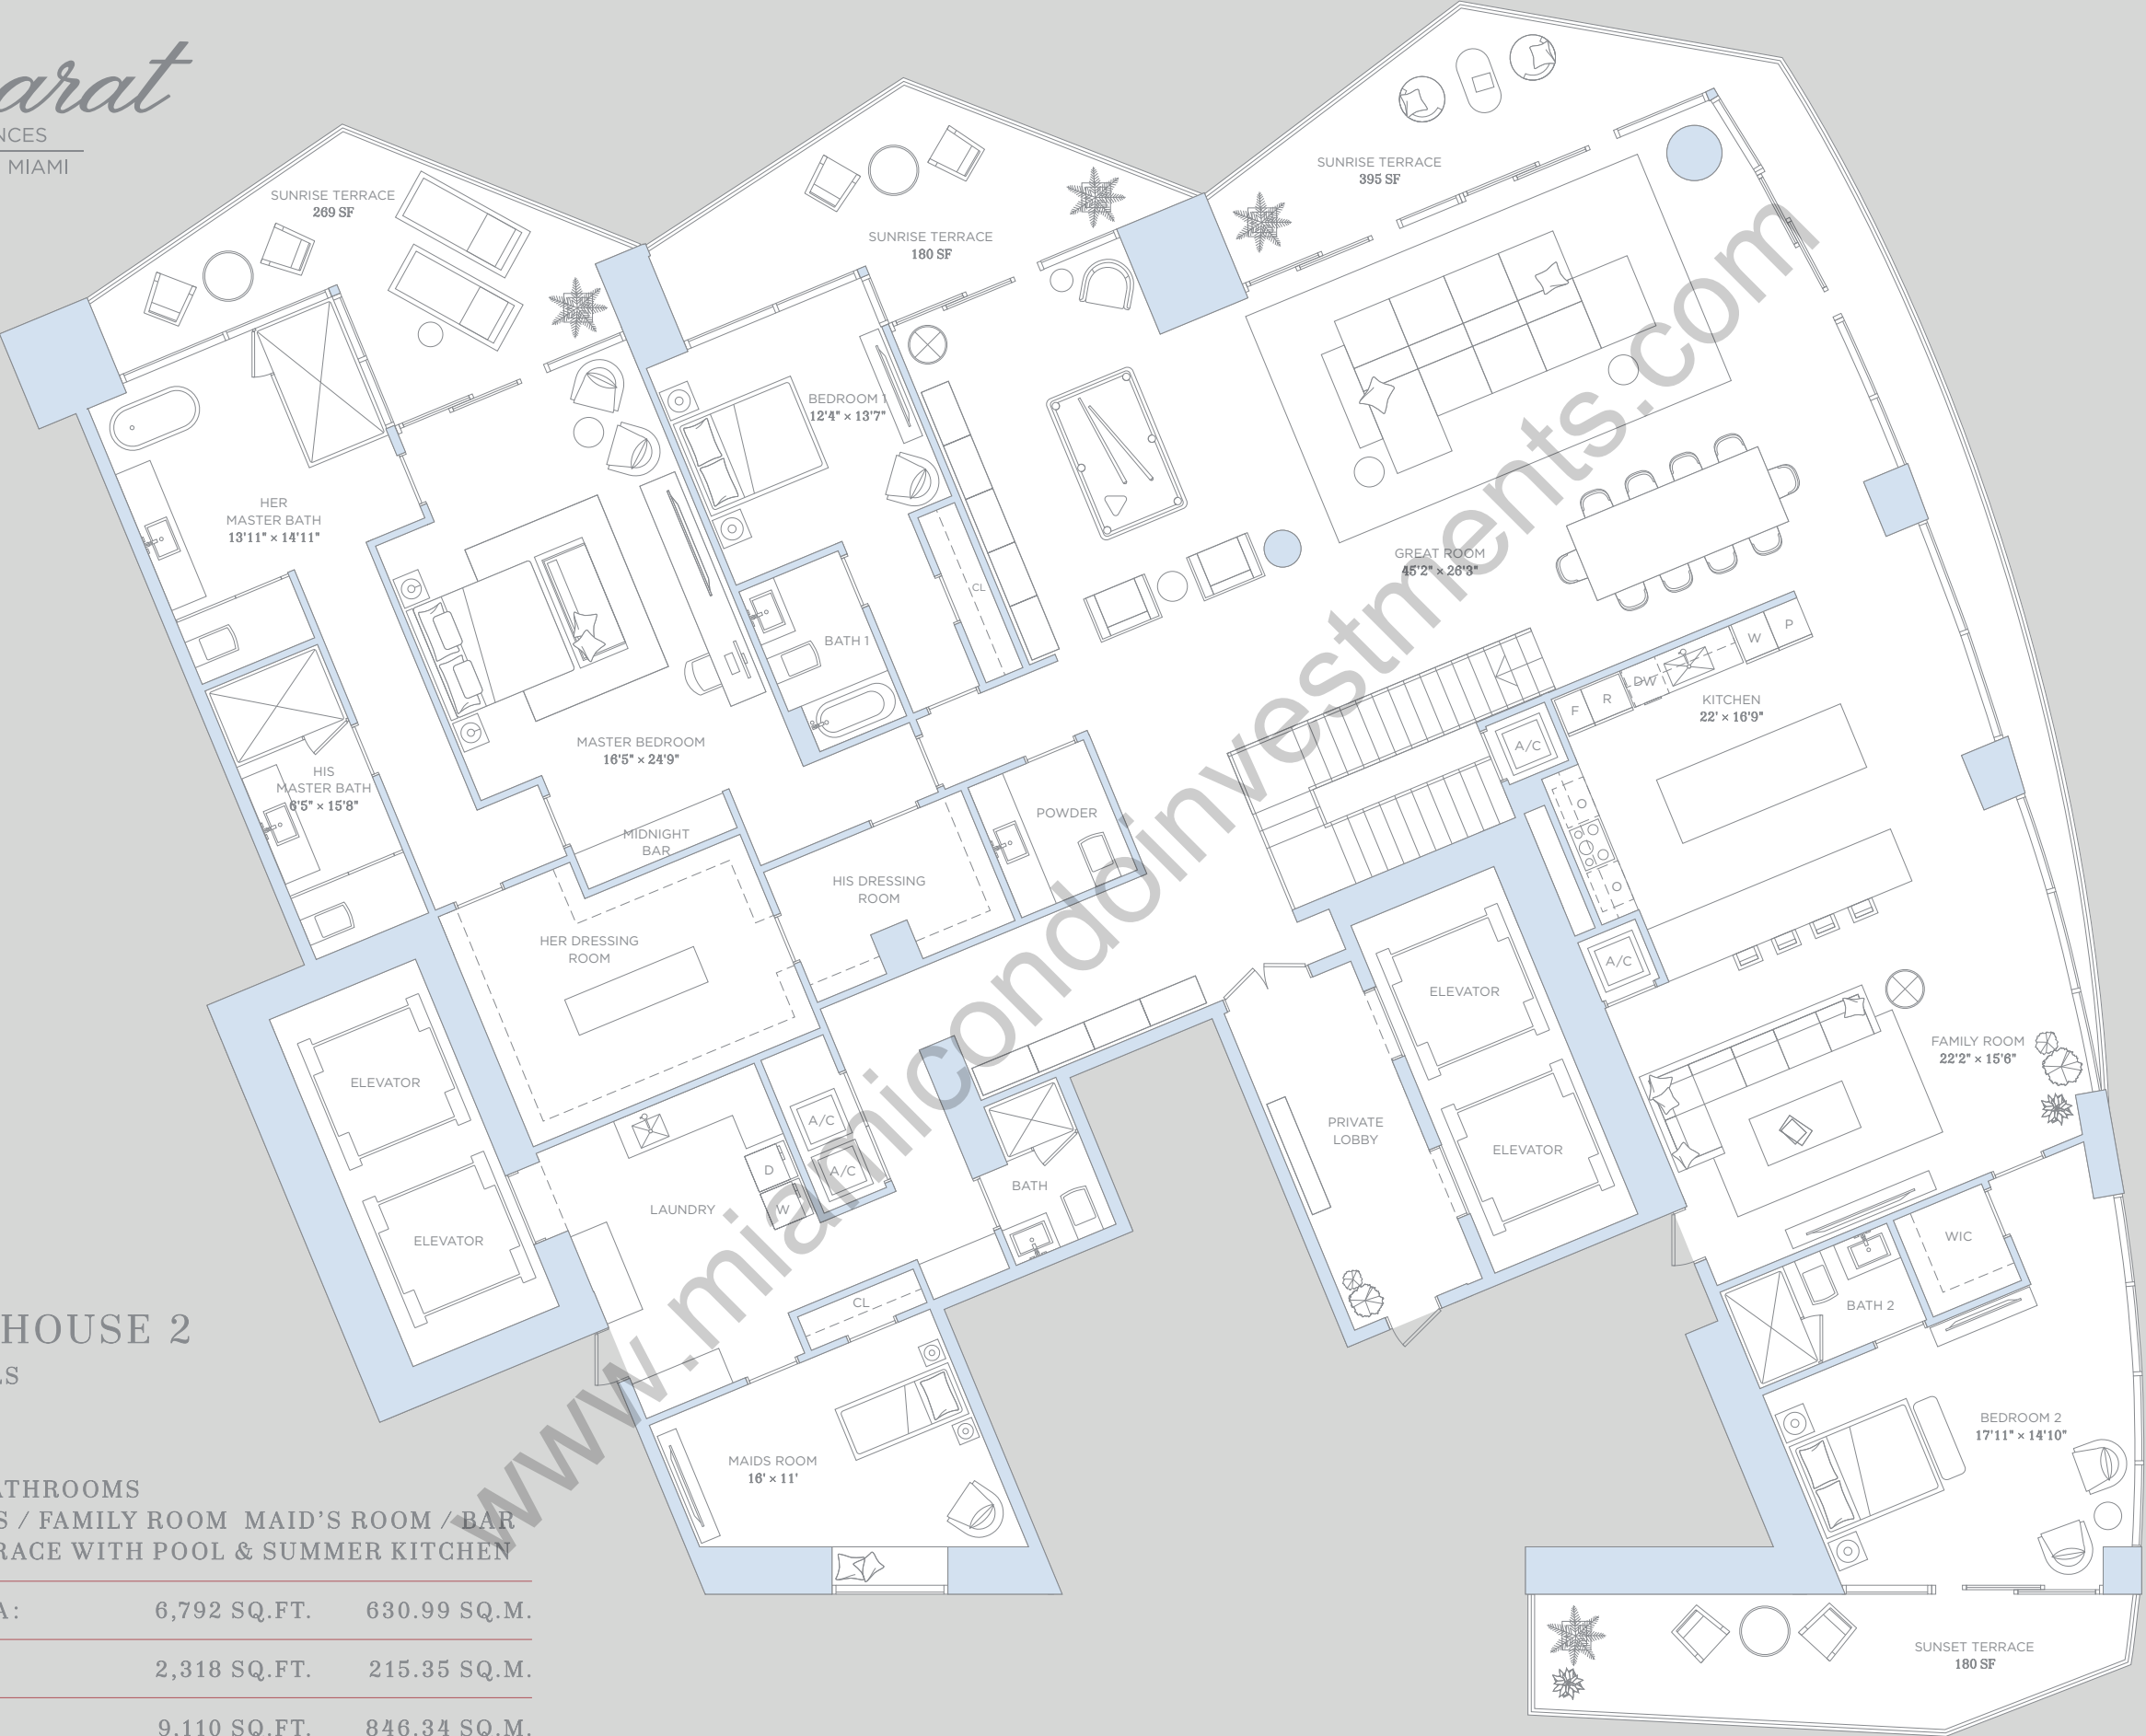 arat
NCES
MIAMI
SUNRISE TERRACE
269 SF
SUNRISE TERRACE
180 SF
SUNRISE TERRACE
395 SF
HER
MASTER BATH
13'11" × 14'11"
BEDROOM 1
12'4" × 13'7"
CL
BATH 1
GREAT ROOM
45'2" × 26'3"
W
P
DW
R
F
KITCHEN
22' × 16'9"
A/C
MASTER BEDROOM
16'5" × 24'9"
HIS
MASTER BATH
6'5" × 15'8"
MIDNIGHT
BAR
POWDER
HIS DRESSING
ROOM
HER DRESSING
ROOM
A/C
ELEVATOR
ELEVATOR
FAMILY ROOM
22'2" × 15'6"
PRIVATE
LOBBY
ELEVATOR
A/C
A/C
D
W
BATH
LAUNDRY
ELEVATOR
WIC
BATH 2
CL
BEDROOM 2
17'11" × 14'10"
MAIDS ROOM
16' × 11'
SUNSET TERRACE
180 SF
HOUSE 2
S
ATHROOMS
S / FAMILY ROOM MAID'S ROOM / BAR
RACE WITH POOL & SUMMER KITCHEN
A: 6,792 SQ.FT. 630.99 SQ.M.
2,318 SQ.FT. 215.35 SQ.M.
9,110 SQ.FT. 846.34 SQ.M.
www.miamicondoinvestments.com